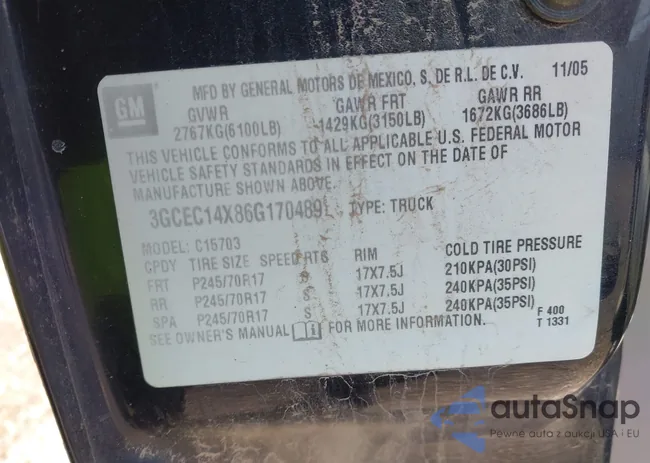 GM
MFD BY GENERAL MOTORS DE MEXICO, S. DE R.L. DE C.V. 11/05
GVWR GAWR FRT GAWR RR
2767KG(6100LB) 1429KG(3150LB) 1672KG(3686LB)
THIS VEHICLE CONFORMS TO ALL APPLICABLE U.S. FEDERAL MOTOR
VEHICLE SAFETY STANDARDS IN EFFECT ON THE DATE OF
MANUFACTURE SHOWN ABOVE.
3GCEC14X86G170489 TYPE: TRUCK
MODEL: C15703
CPDY TIRE SIZE SPEED RTG RIM COLD TIRE PRESSURE
FRT P245/70R17 S 17X7.5J 210KPA(30PSI)
RR P245/70R17 S 17X7.5J 240KPA(35PSI)
SPA P245/70R17 S 17X7.5J 240KPA(35PSI)
SEE OWNER'S MANUAL FOR MORE INFORMATION.
F 400
T 1331
autaSnap
Pewne auta z aukcji USA i EU